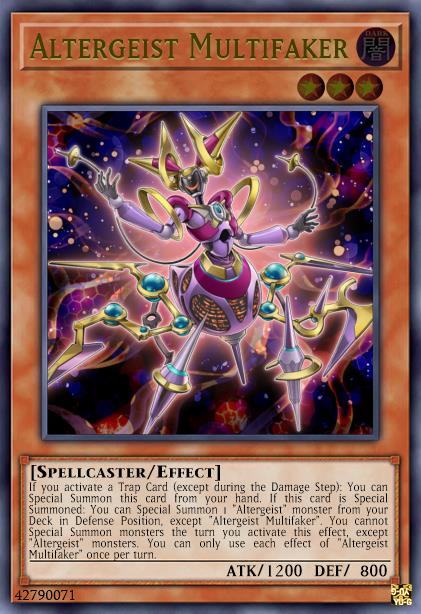 ALTERGEIST MULTIFAKER
DARK
闇
[SPELLCASTER/EFFECT]
If you activate a Trap Card (except during the Damage Step): You can
Special Summon this card from your hand. If this card is Special
Summoned: You can Special Summon 1 "Altergeist" monster from your
Deck in Defense Position, except "Altergeist Multifaker". You cannot
Special Summon monsters the turn you activate this effect, except
"Altergeist" monsters. You can only use each effect of "Altergeist
Multifaker" once per turn.
ATK/1200 DEF/ 800
42790071